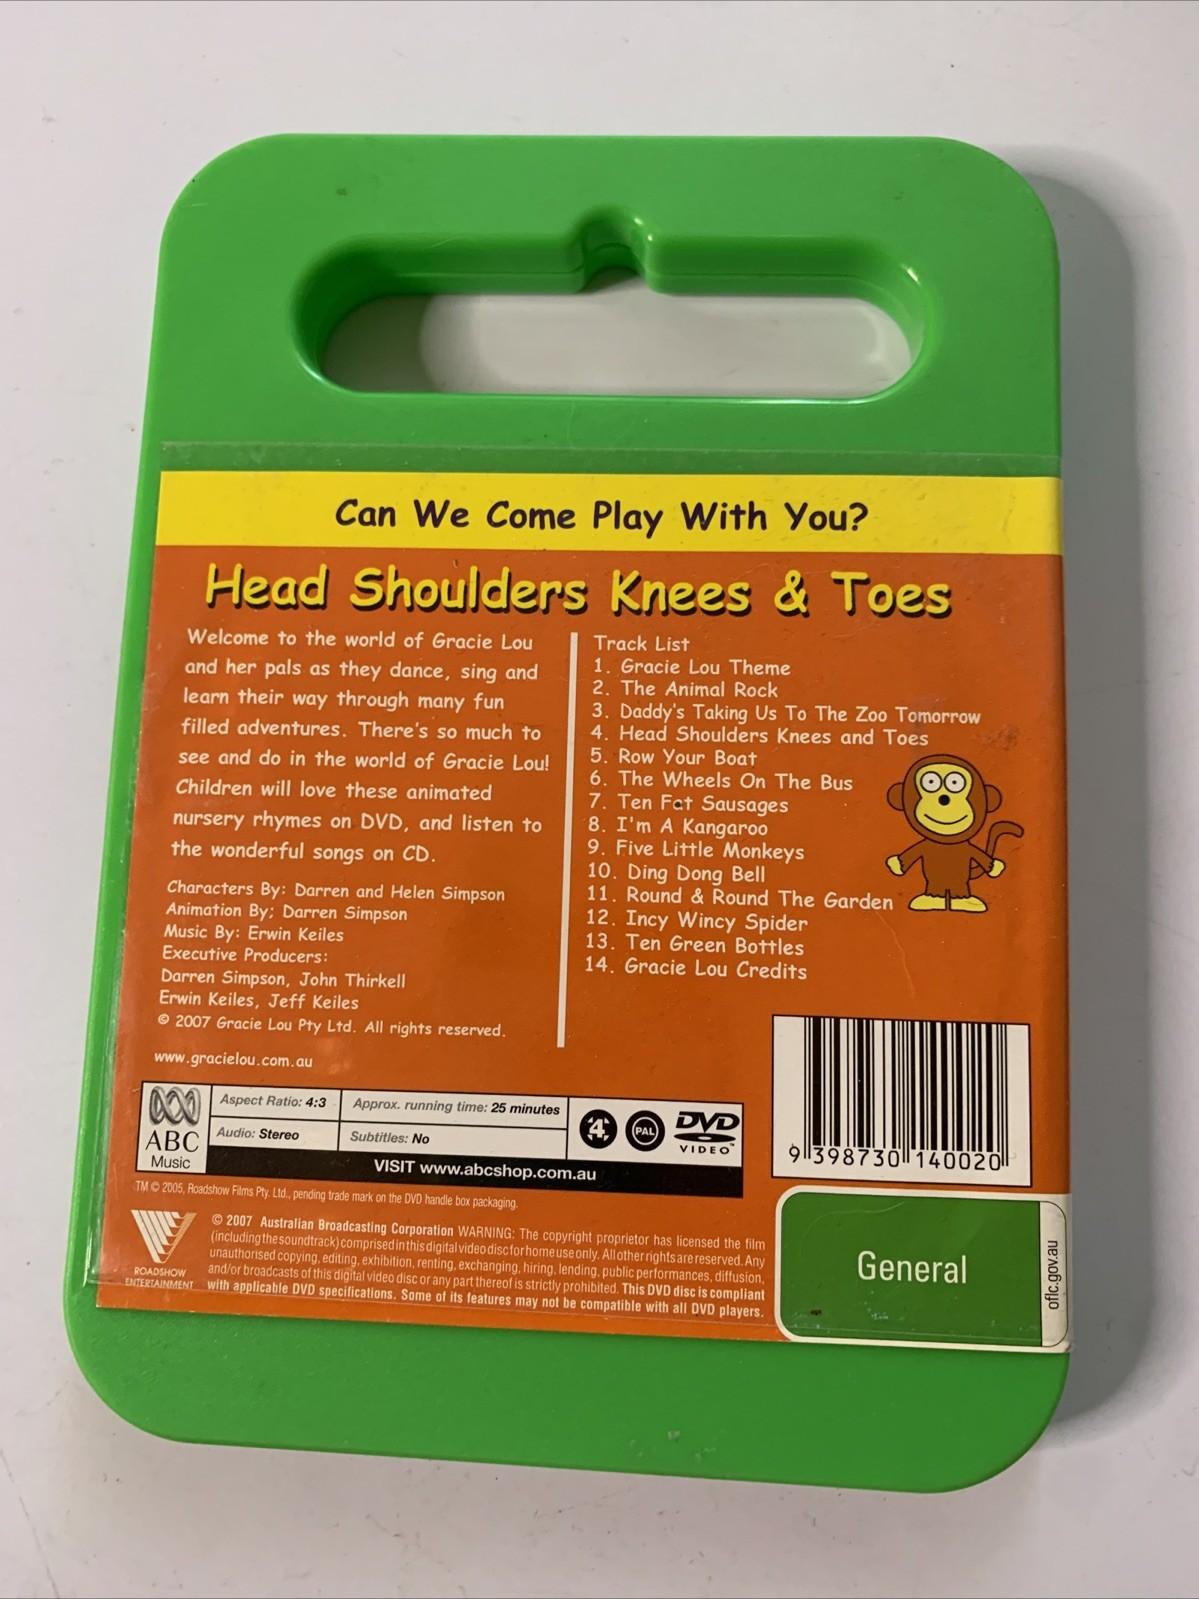 Can We Come Play With You?
Head Shoulders Knees & Toes
Welcome to the world of Gracie Lou
and her pals as they dance, sing and
learn their way through many fun
filled adventures. There's so much to
see and do in the world of Gracie Lou!
Children will love these animated
nursery rhymes on DVD, and listen to
the wonderful songs on CD.
Characters By: Darren and Helen Simpson
Animation By; Darren Simpson
Music By: Erwin Keiles
Executive Producers:
Darren Simpson, John Thirkell
Erwin Keiles, Jeff Keiles
© 2007 Gracie Lou Pty Ltd. All rights reserved.
www.gracielou.com.au
Track List
1. Gracie Lou Theme
2. The Animal Rock
3. Daddy's Taking Us To The Zoo Tomorrow
4. Head Shoulders Knees and Toes
5. Row Your Boat
6. The Wheels On The Bus
7. Ten Fat Sausages
8. I'm A Kangaroo
9. Five Little Monkeys
10. Ding Dong Bell
11. Round & Round The Garden
12. Incy Wincy Spider
13. Ten Green Bottles
14. Gracie Lou Credits
ABC
Music
Aspect Ratio: 4:3
Approx. running time: 25 minutes
Audio: Stereo
Subtitles: No
4
PAL
DVD
VIDEO™
VISIT www.abcshop.com.au
9 398730 140020
TM © 2005, Roadshow Films Pty. Ltd., pending trade mark on the DVD handle box packaging.
ROADSHOW
ENTERTAINMENT
© 2007 Australian Broadcasting Corporation WARNING: The copyright proprietor has licensed the film
(including the soundtrack) comprised in this digital video disc for home use only. All other rights are reserved. Any
unauthorised copying, editing, exhibition, renting, exchanging, hiring, lending, public performances, diffusion,
and/or broadcasts of this digital video disc or any part thereof is strictly prohibited. This DVD disc is compliant
with applicable DVD specifications. Some of its features may not be compatible with all DVD players.
General
oflc.gov.au